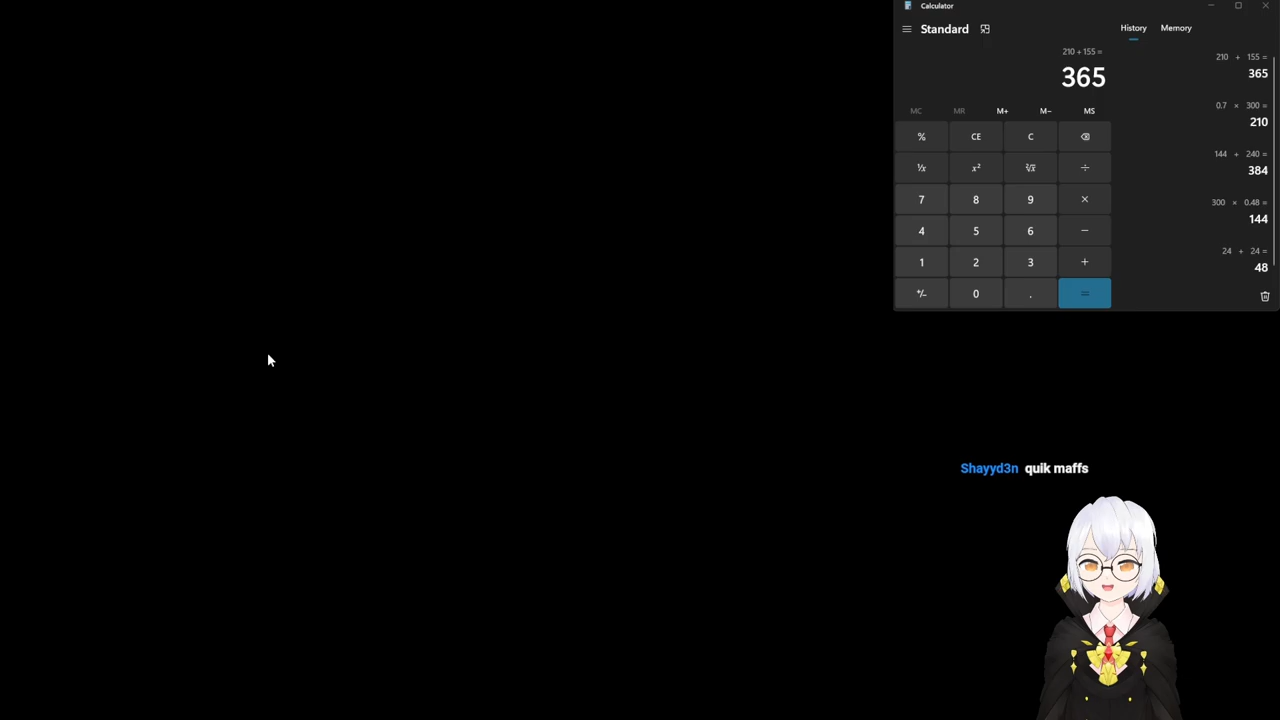 Calculator
Standard
History Memory
210 + 155 =
365
MC MR M+ M− MS
% CE C
⅟x x² ²√x ÷
7 8 9 ×
4 5 6 −
1 2 3 +
+/− 0 . =
210 + 155 =
365
0.7 × 300 =
210
144 + 240 =
384
300 × 0.48 =
144
24 + 24 =
48
Shayyd3n quik maffs